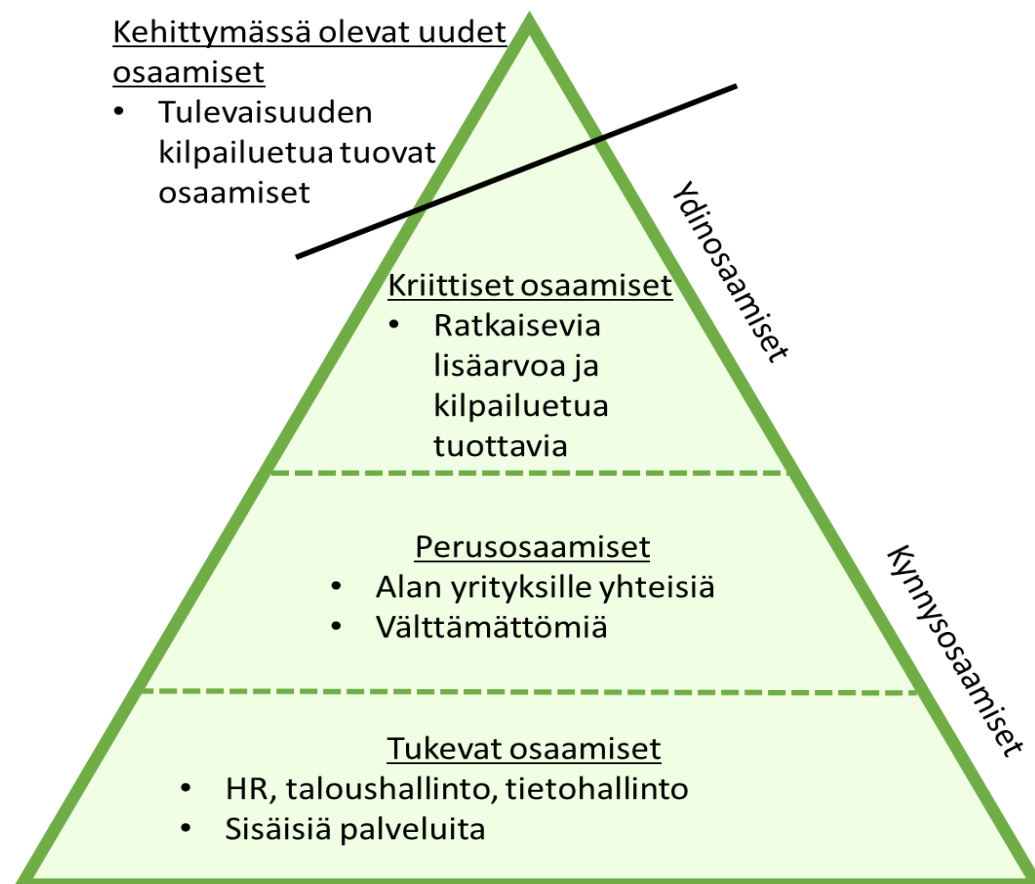 Kehittymässä olevat uudet
osaamiset
• Tulevaisuuden
kilpailuetua tuovat
osaamiset
Ydinosaamiset
Kriittiset osaamiset
• Ratkaisevia
lisäarvoa ja
kilpailuetua
tuottavia
Perusosaamiset
• Alan yrityksille yhteisiä
• Välttämättömiä
Kynnysosaamiset
Tukevat osaamiset
• HR, taloushallinto, tietohallinto
• Sisäisiä palveluita